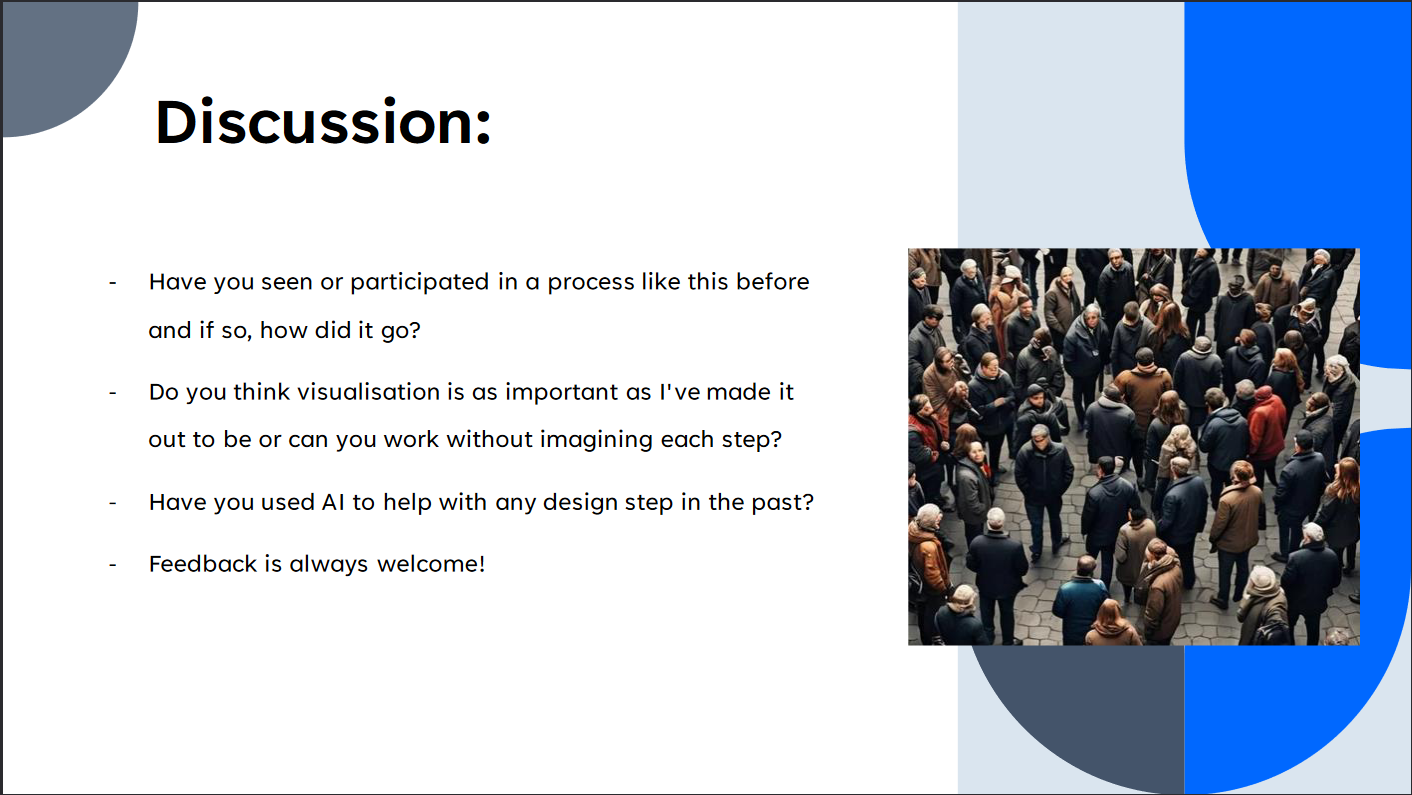 Discussion:
- Have you seen or participated in a process like this before
and if so, how did it go?
- Do you think visualisation is as important as I've made it
out to be or can you work without imagining each step?
- Have you used AI to help with any design step in the past?
- Feedback is always welcome!